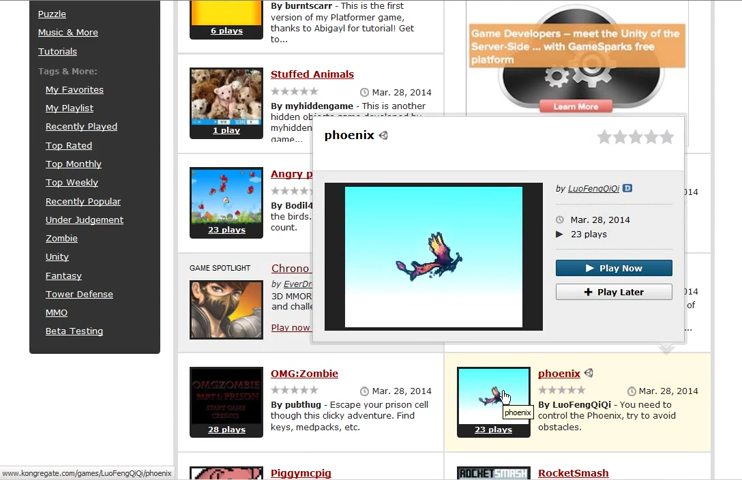 Puzzle
Music & More
Tutorials
Tags & More:
My Favorites
My Playlist
Recently Played
Top Rated
Top Monthly
Top Weekly
Recently Popular
Under Judgement
Zombie
Unity
Fantasy
Tower Defense
MMO
Beta Testing
6 plays
By burntscarr - This is the first
version of my Platformer game,
thanks to Abigayl for tutorial! Get
to...
Game Developers – meet the Unity of the
Server-Side ... with GameSparks free
platform
Learn More
1 play
Stuffed Animals
Mar. 28, 2014
By myhiddengame - This is another
hidden
myhidden
game...
23 plays
Angry
By Bodil4
the birds.
count.
2014
phoenix
by LuoFengQiQi D
Mar. 28, 2014
23 plays
Play Now
Play Later
GAME SPOTLIGHT
Chrono
by EverDr
3D MMOR
and challe
Play now
of
28 plays
OMGZOMBIE
OMG:Zombie
Mar. 28, 2014
By pubthug - Escape your prison cell
though this clicky adventure. Find
keys, medpacks, etc.
23 plays
phoenix
phoenix
Mar. 28, 2014
By LuoFengQiQi - You need to
control the Phoenix, try to avoid
obstacles.
Piggymcpig
ROCKETSMASH
RocketSmash
www.kongregate.com/games/LuoFengQiQi/phoenix